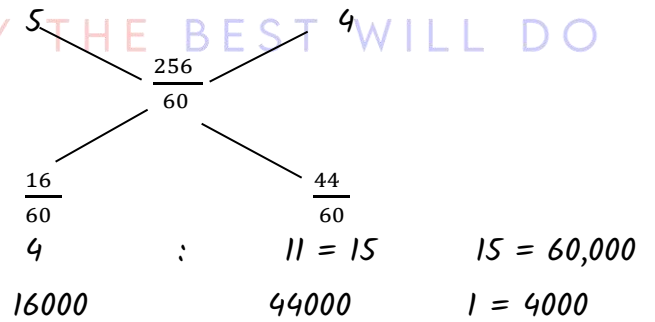 Y THE BEST WILL DO
5 4
256
60
16 44
60 60
4 : 11 = 15 15 = 60,000
16000 44000 1 = 4000